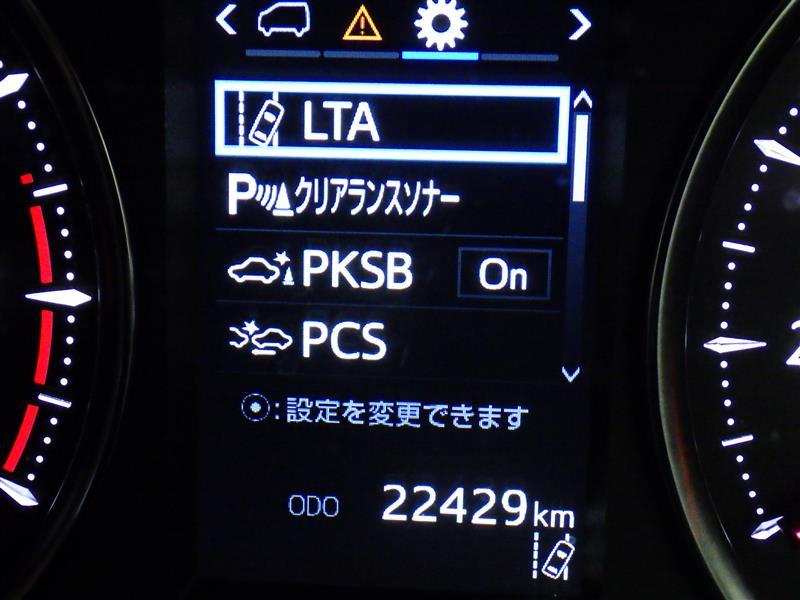 LTA
Pクリアランスソナー
PKSB On
PCS
:設定を変更できます
ODO 22429km